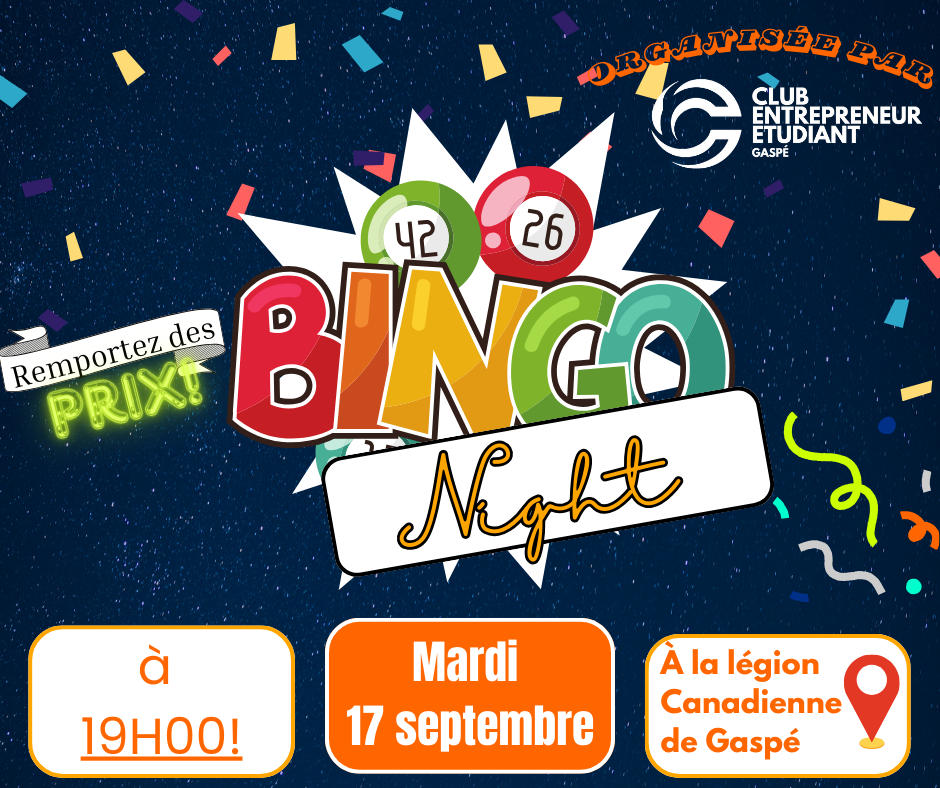 ORGANISÉE PAR
CLUB
ENTREPRENEUR
ETUDIANT
GASPÉ
42
26
BINGO
Night
Remportez des
PRIX!
à
19H00!
Mardi
17 septembre
À la légion
Canadienne
de Gaspé